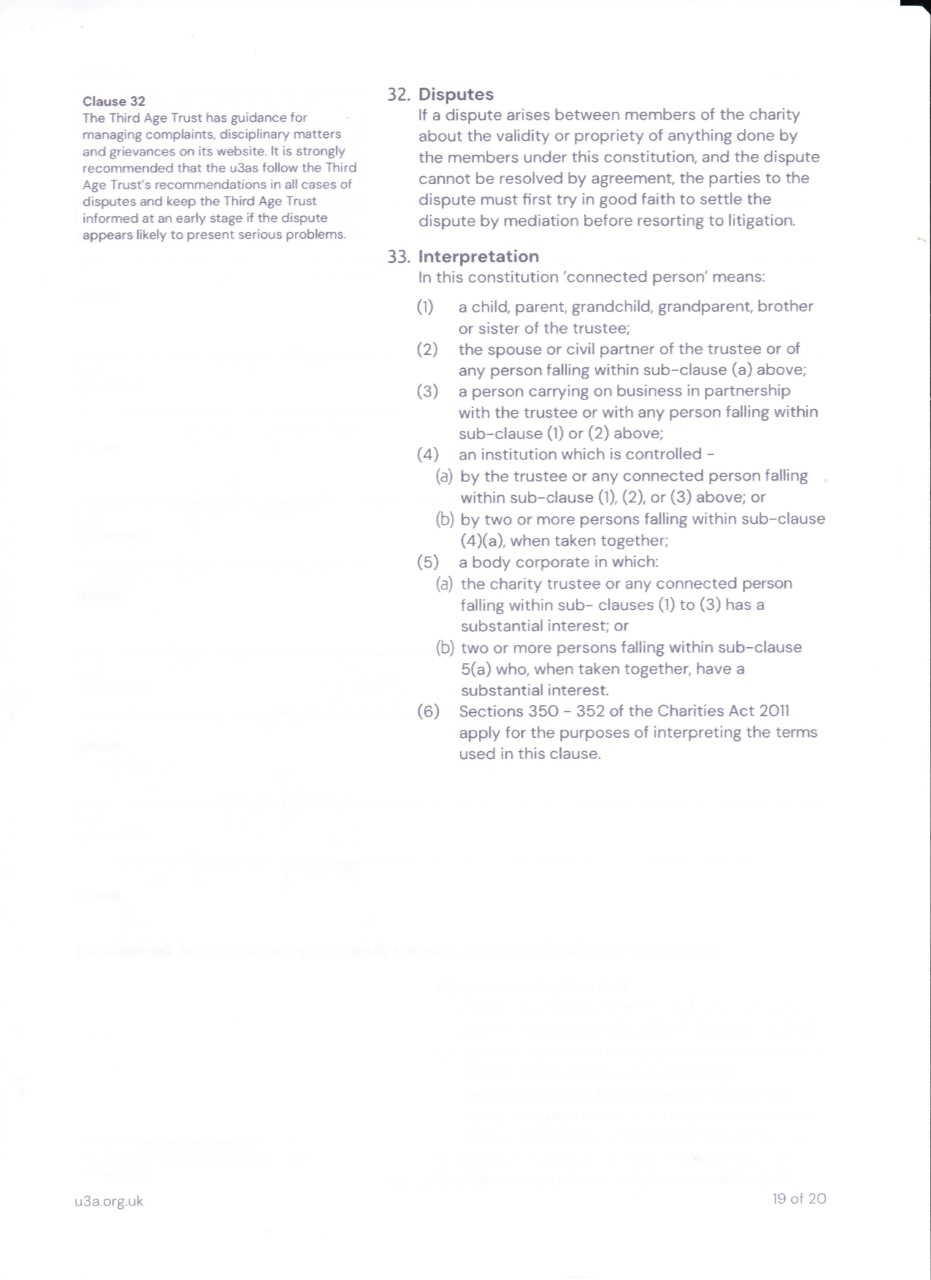 Clause 32
The Third Age Trust has guidance for
managing complaints, disciplinary matters
and grievances on its website. It is strongly
recommended that the u3as follow the Third
Age Trust's recommendations in all cases of
disputes and keep the Third Age Trust
informed at an early stage if the dispute
appears likely to present serious problems.
32. Disputes
If a dispute arises between members of the charity
about the validity or propriety of anything done by
the members under this constitution, and the dispute
cannot be resolved by agreement, the parties to the
dispute must first try in good faith to settle the
dispute by mediation before resorting to litigation.
33. Interpretation
In this constitution 'connected person' means:
(1) a child, parent, grandchild, grandparent, brother
or sister of the trustee;
(2) the spouse or civil partner of the trustee or of
any person falling within sub-clause (a) above;
(3) a person carrying on business in partnership
with the trustee or with any person falling within
sub-clause (1) or (2) above;
(4) an institution which is controlled –
(a) by the trustee or any connected person falling
within sub-clause (1), (2), or (3) above; or
(b) by two or more persons falling within sub-clause
(4)(a), when taken together;
(5) a body corporate in which:
(a) the charity trustee or any connected person
falling within sub- clauses (1) to (3) has a
substantial interest; or
(b) two or more persons falling within sub-clause
5(a) who, when taken together, have a
substantial interest.
(6) Sections 350 – 352 of the Charities Act 2011
apply for the purposes of interpreting the terms
used in this clause.
u3a.org.uk
19 of 20